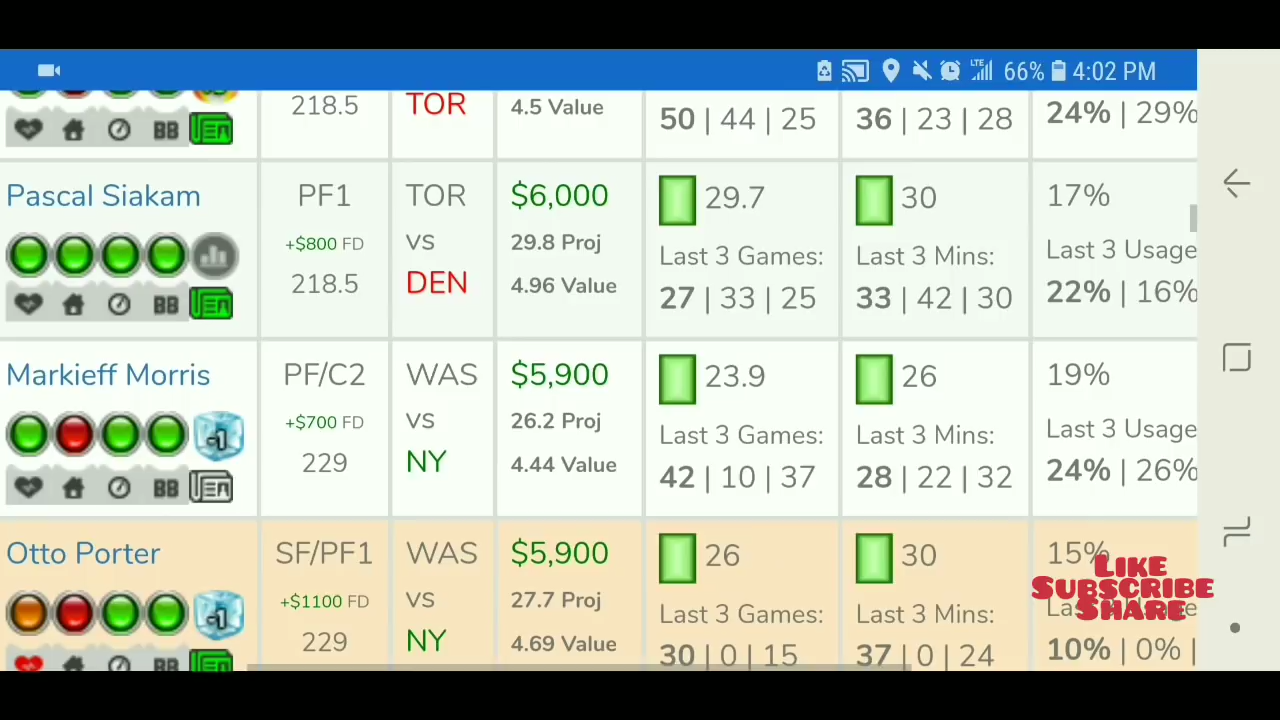 LTE 66% 4:02 PM
218.5 TOR 4.5 Value 50 | 44 | 25 36 | 23 | 28 24% | 29%
BB
Pascal Siakam PF1 TOR $6,000 29.7 30 17%
+$800 FD vs 29.8 Proj Last 3 Games: Last 3 Mins: Last 3 Usage
218.5 DEN 4.96 Value 27 | 33 | 25 33 | 42 | 30 22% | 16%
BB
Markieff Morris PF/C2 WAS $5,900 23.9 26 19%
+$700 FD vs 26.2 Proj Last 3 Games: Last 3 Mins: Last 3 Usage
229 NY 4.44 Value 42 | 10 | 37 28 | 22 | 32 24% | 26%
-1
BB
Otto Porter SF/PF1 WAS $5,900 26 30 15%
+$1100 FD vs 27.7 Proj Last 3 Games: Last 3 Mins:
229 NY 4.69 Value 30 | 0 | 15 37 | 0 | 24 10% | 0% |
-1
BB
Like
Subscribe
Share